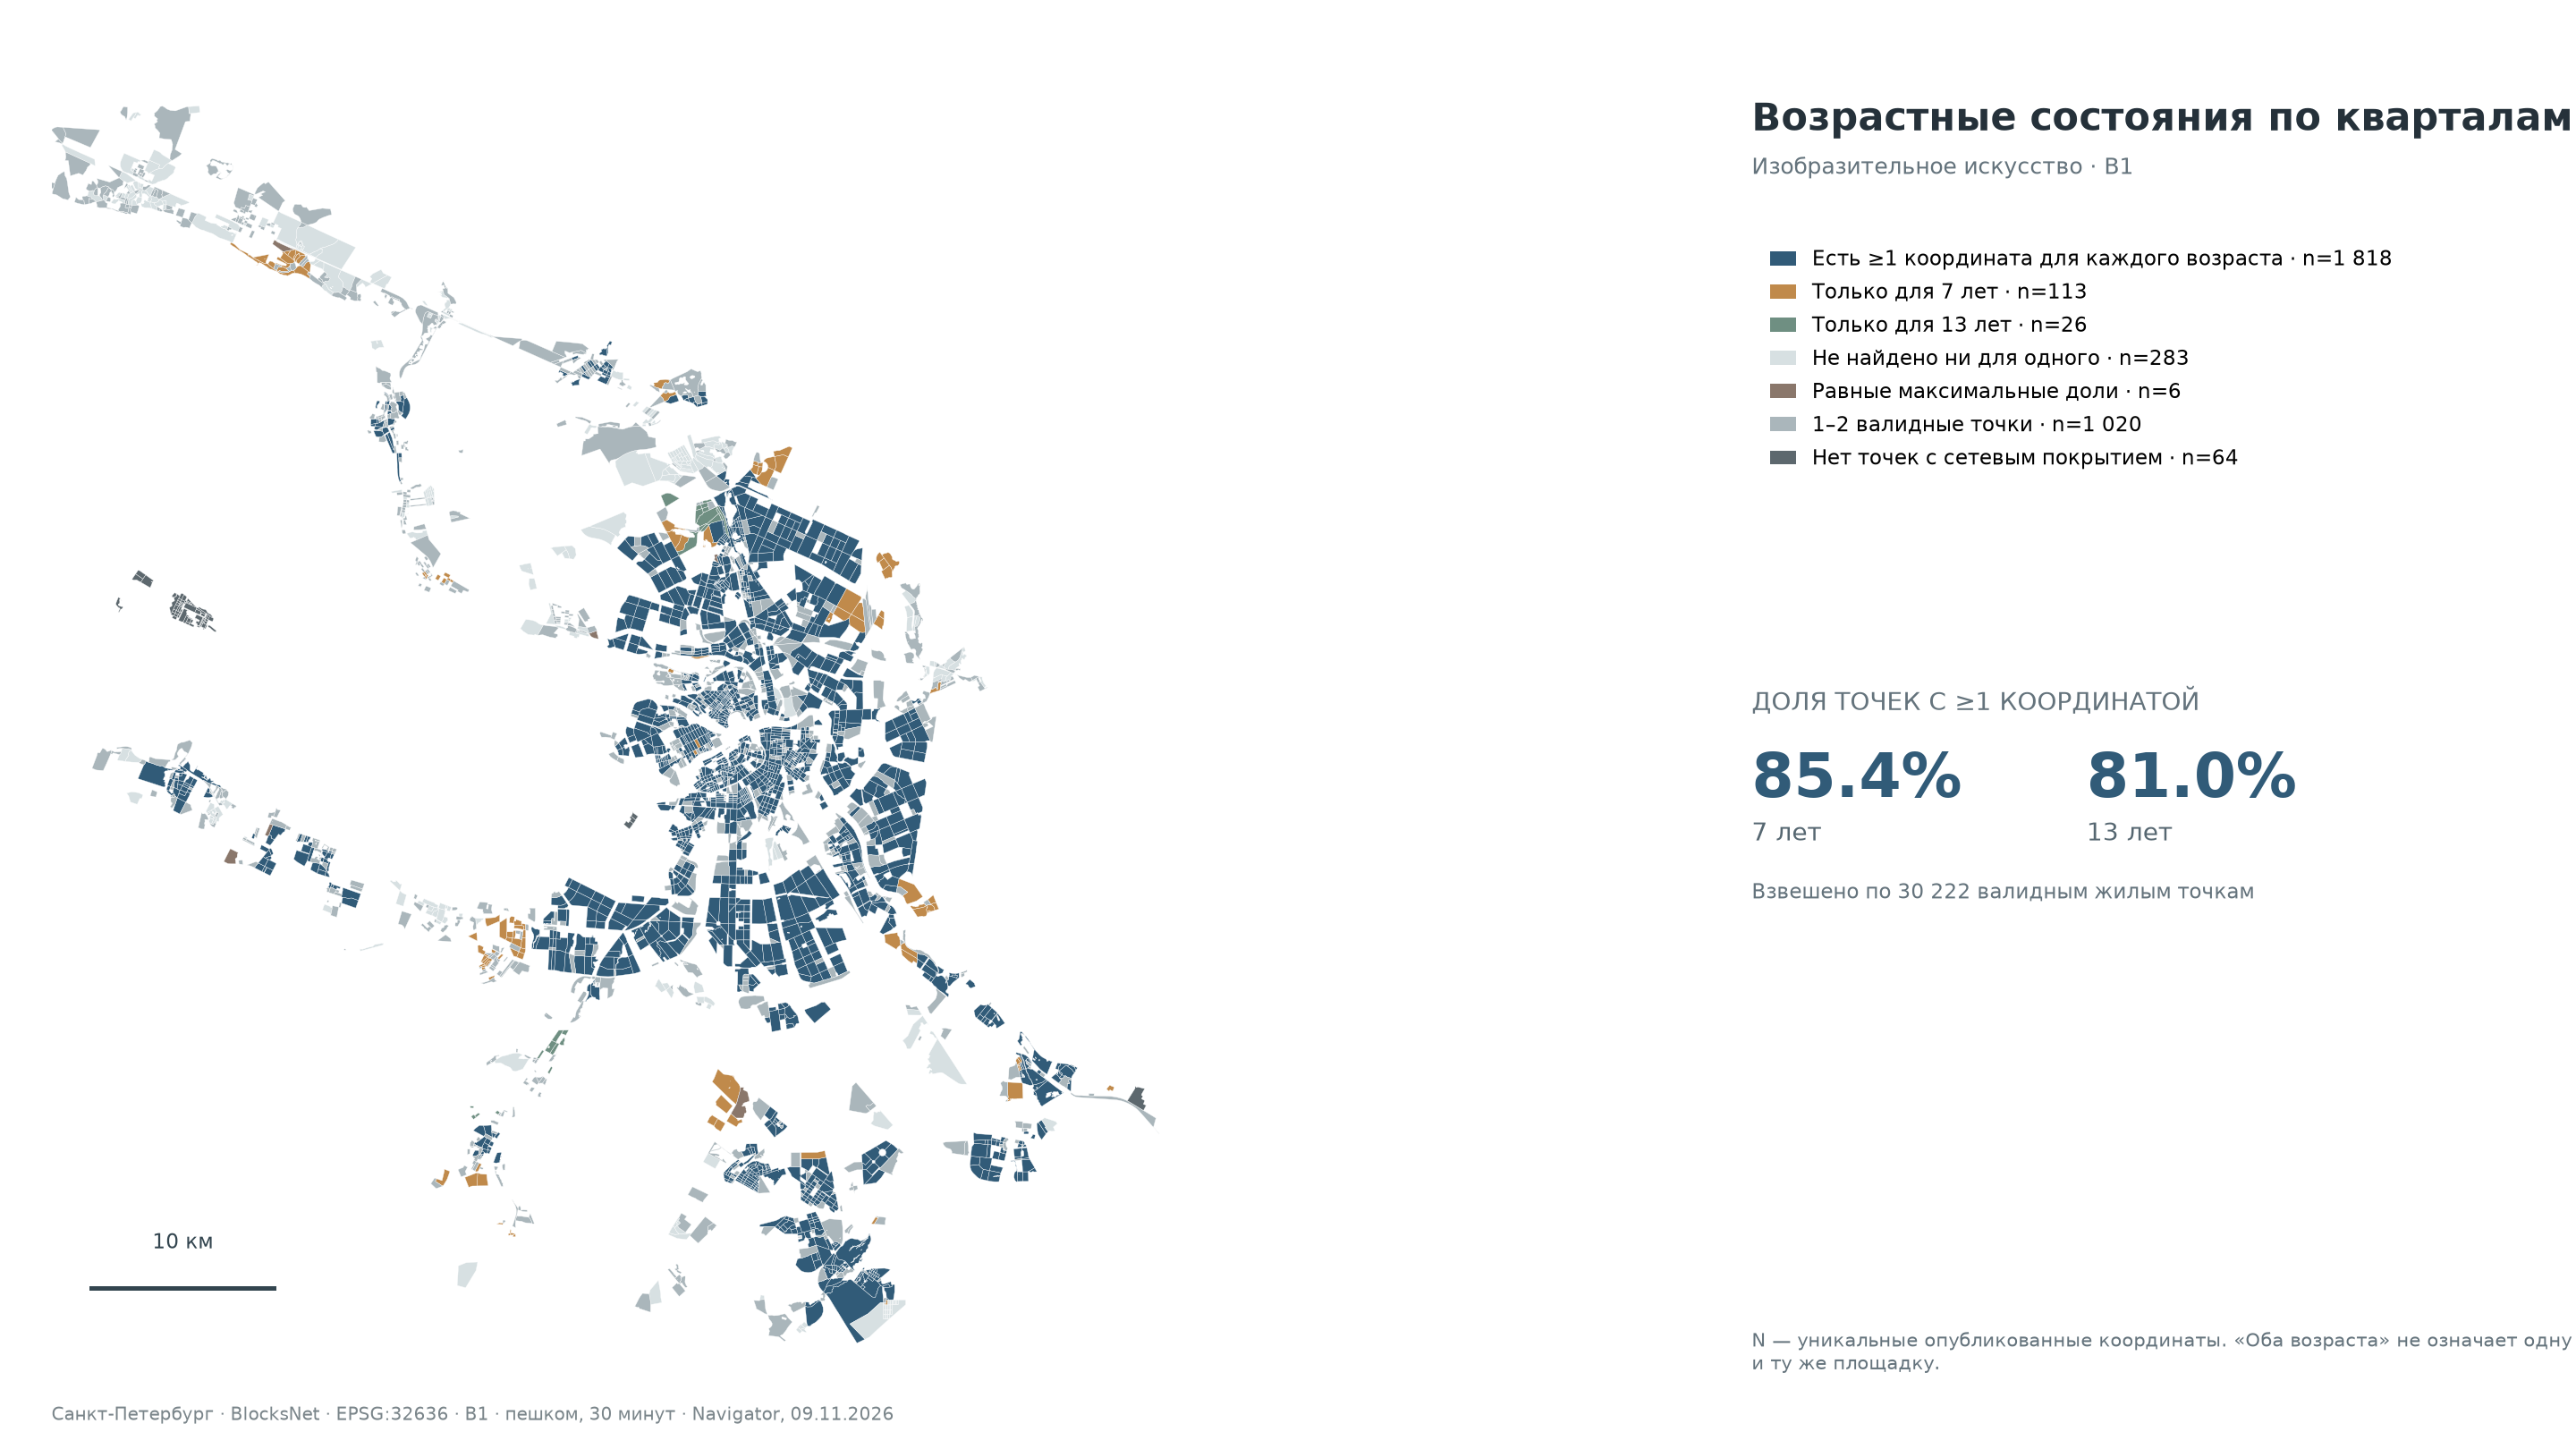 Возрастные состояния по кварталам
Изобразительное искусство · B1
Есть ≥1 координата для каждого возраста · n=1 818
Только для 7 лет · n=113
Только для 13 лет · n=26
Не найдено ни для одного · n=283
Равные максимальные доли · n=6
1–2 валидные точки · n=1 020
Нет точек с сетевым покрытием · n=64
ДОЛЯ ТОЧЕК С ≥1 КООРДИНАТОЙ
85.4% 81.0%
7 лет 13 лет
Взвешено по 30 222 валидным жилым точкам
10 км
N — уникальные опубликованные координаты. «Оба возраста» не означает одну
и ту же площадку.
Санкт-Петербург · BlocksNet · EPSG:32636 · B1 · пешком, 30 минут · Navigator, 09.11.2026